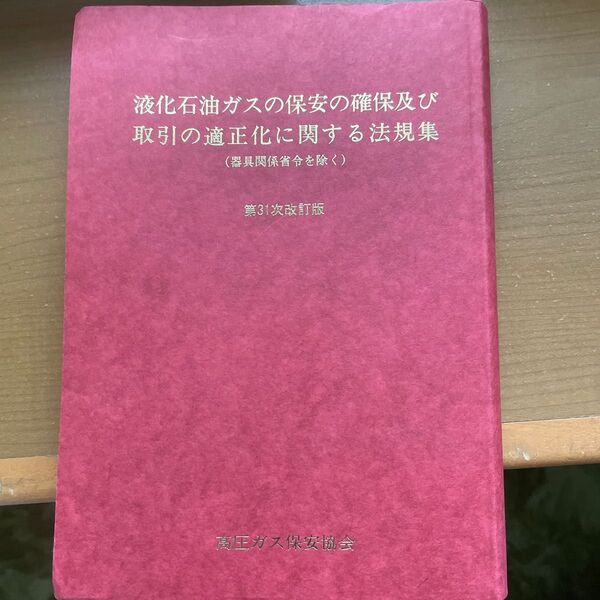 液化石油ガスの保安の確保及び
取引の適正化に関する法規集
(器具関係省令を除く)
第31次改訂版
高圧ガス保安協会